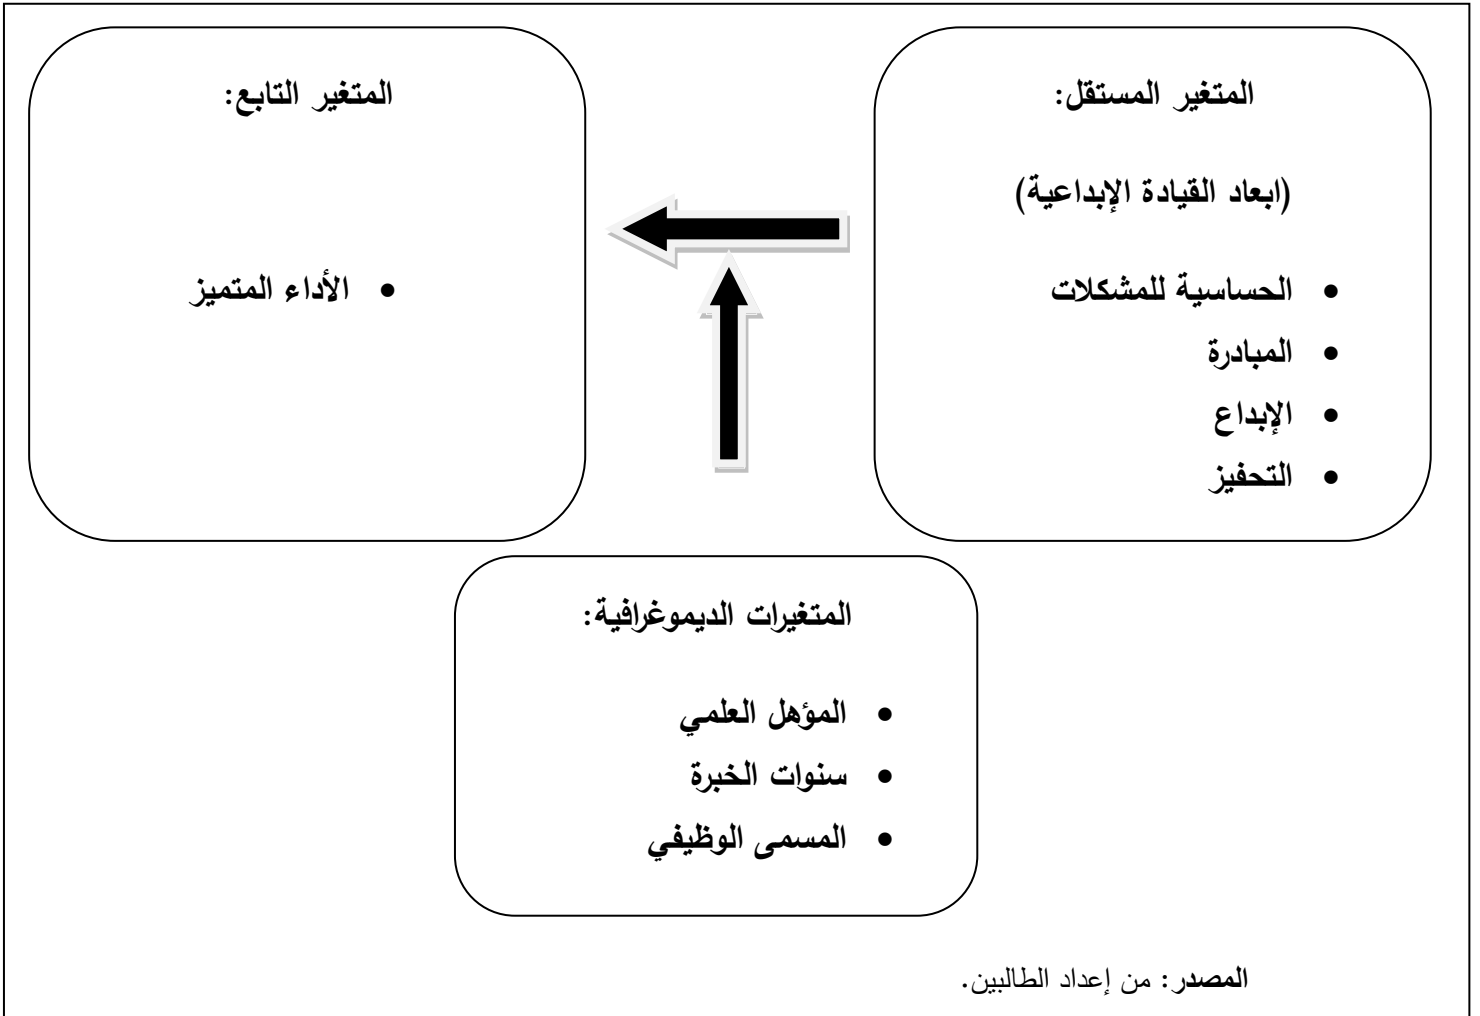 المتغير المستقل:
(ابعاد القيادة الإبداعية)
• الحساسية للمشكلات
• المبادرة
• الإبداع
• التحفيز
المتغير التابع:
• الأداء المتميز
المتغيرات الديموغرافية:
• المؤهل العلمي
• سنوات الخبرة
• المسمى الوظيفي
المصدر: من إعداد الطالبين.